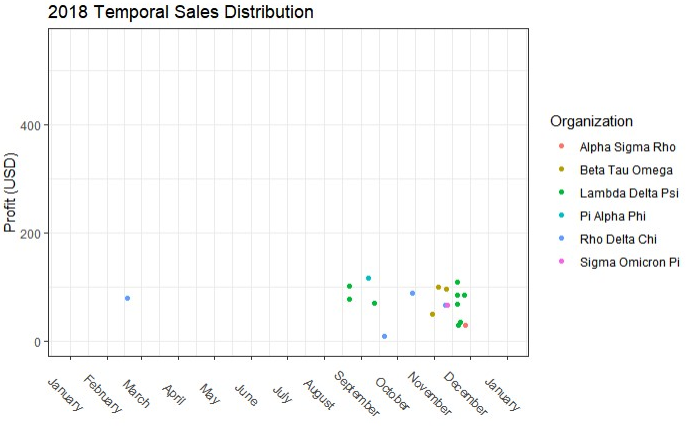 2018 Temporal Sales Distribution
Profit (USD)
400
200
0
January
February
March
April
May
June
July
August
September
October
November
December
January
Organization
Alpha Sigma Rho
Beta Tau Omega
Lambda Delta Psi
Pi Alpha Phi
Rho Delta Chi
Sigma Omicron Pi